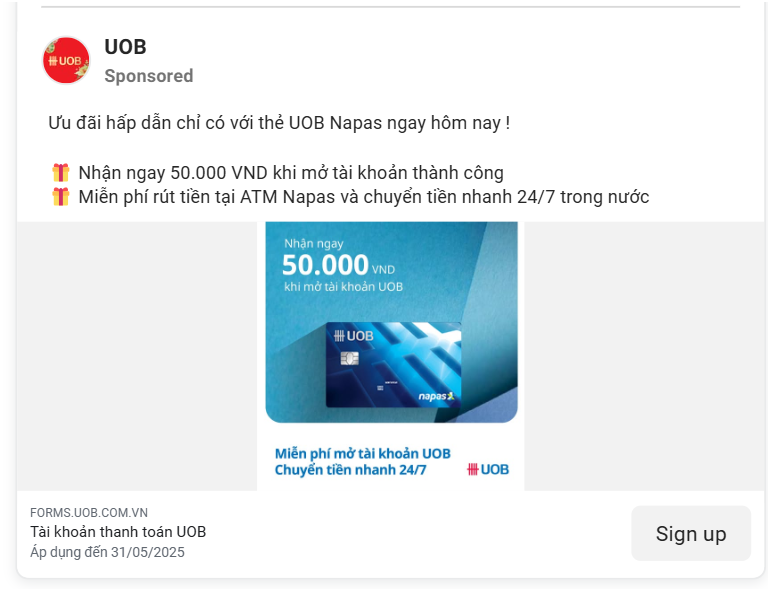 UOB
UOB
Sponsored
Ưu đãi hấp dẫn chỉ có với thẻ UOB Napas ngay hôm nay !
🎁 Nhận ngay 50.000 VND khi mở tài khoản thành công
🎁 Miễn phí rút tiền tại ATM Napas và chuyển tiền nhanh 24/7 trong nước
Nhận ngay
50.000 VND
khi mở tài khoản UOB
UOB
napas
Miễn phí mở tài khoản UOB
Chuyển tiền nhanh 24/7
UOB
FORMS.UOB.COM.VN
Tài khoản thanh toán UOB
Áp dụng đến 31/05/2025
Sign up